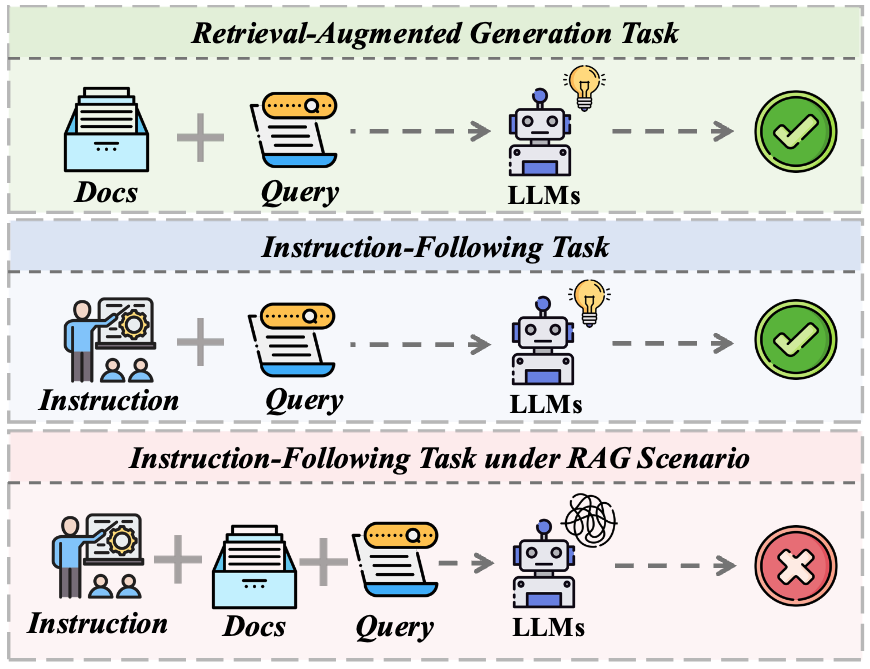 Retrieval-Augmented Generation Task
Docs
Query
LLMs
Instruction-Following Task
Instruction
Query
LLMs
Instruction-Following Task under RAG Scenario
Instruction
Docs
Query
LLMs